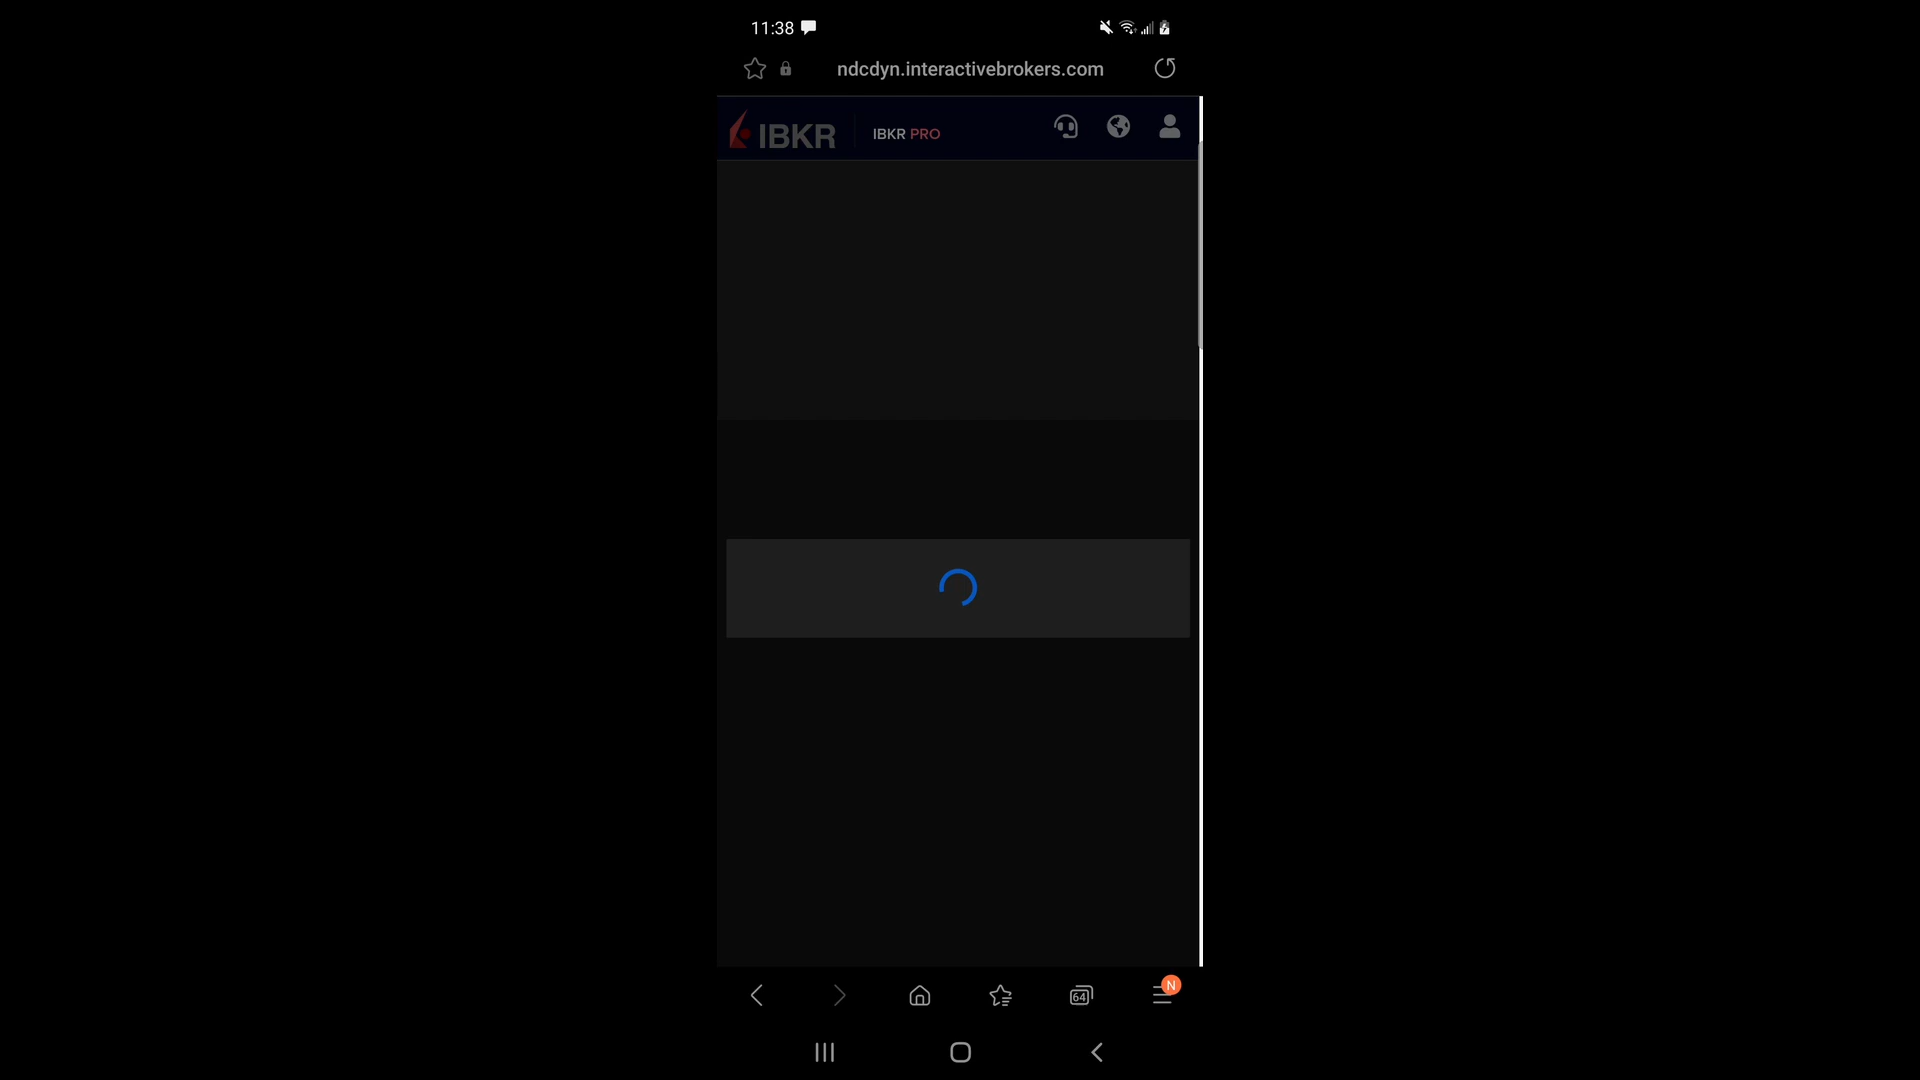 11:38
ndcdyn.interactivebrokers.com
IBKR
IBKR PRO
64
N